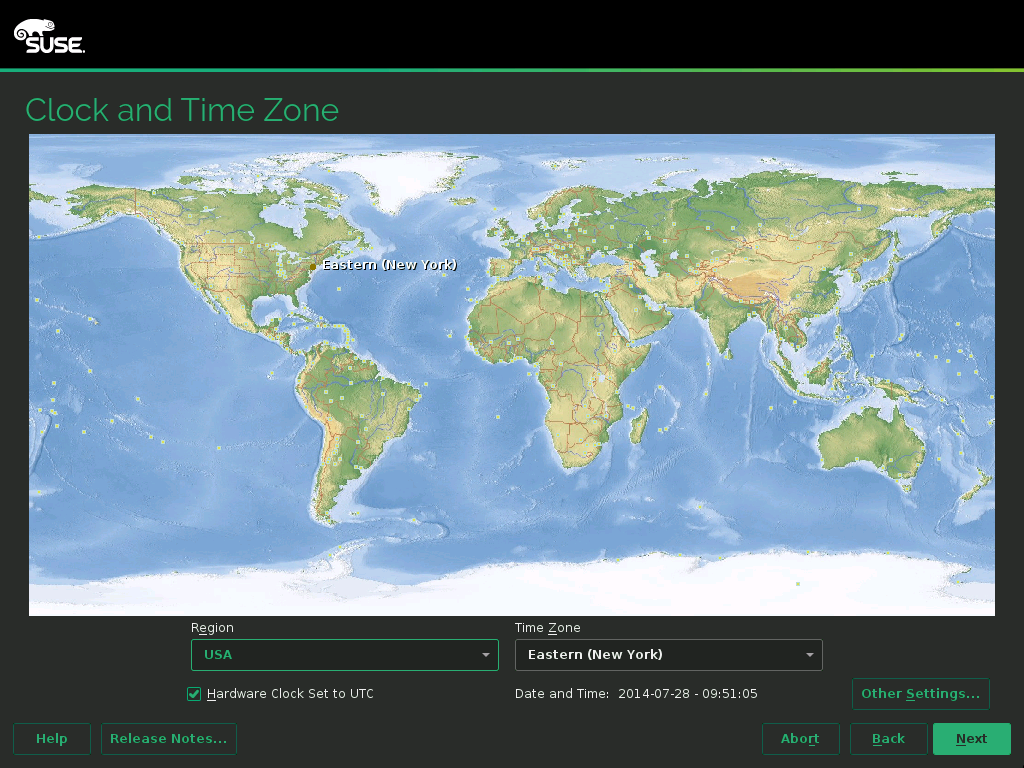 SUSE.
Clock and Time Zone
Eastern (New York)
Region
Time Zone
USA
Eastern (New York)
Hardware Clock Set to UTC
Date and Time: 2014-07-28 - 09:51:05
Other Settings...
Help
Release Notes...
Abort
Back
Next